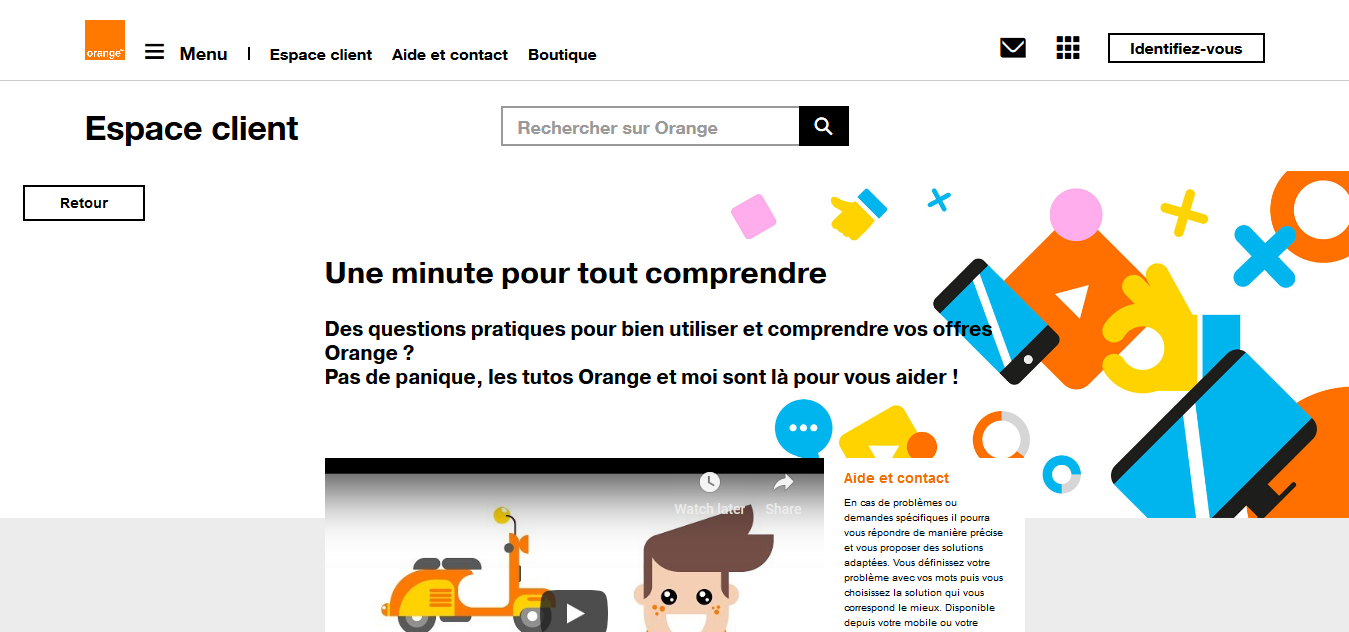 orange™
Menu | Espace client Aide et contact Boutique
Identifiez-vous
Espace client
Rechercher sur Orange
Retour
Une minute pour tout comprendre
Des questions pratiques pour bien utiliser et comprendre vos offres
Orange ?
Pas de panique, les tutos Orange et moi sont là pour vous aider !
Watch later Share
Aide et contact
En cas de problèmes ou
demandes spécifiques il pourra
vous répondre de manière précise
et vous proposer des solutions
adaptées. Vous définissez votre
problème avec vos mots puis vous
choisissez la solution qui vous
correspond le mieux. Disponible
depuis votre mobile ou votre